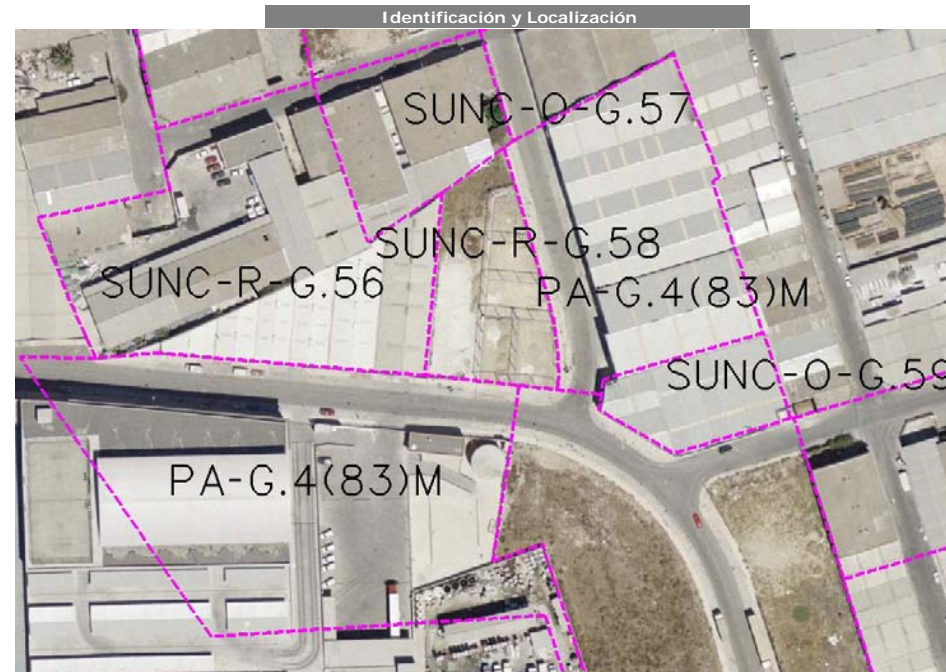 Identificación y Localización
SUNC-O-G.57
SUNC-R-G.58
SUNC-R-G.56
PA-G.4(83)M
SUNC-O-G.59
PA-G.4(83)M